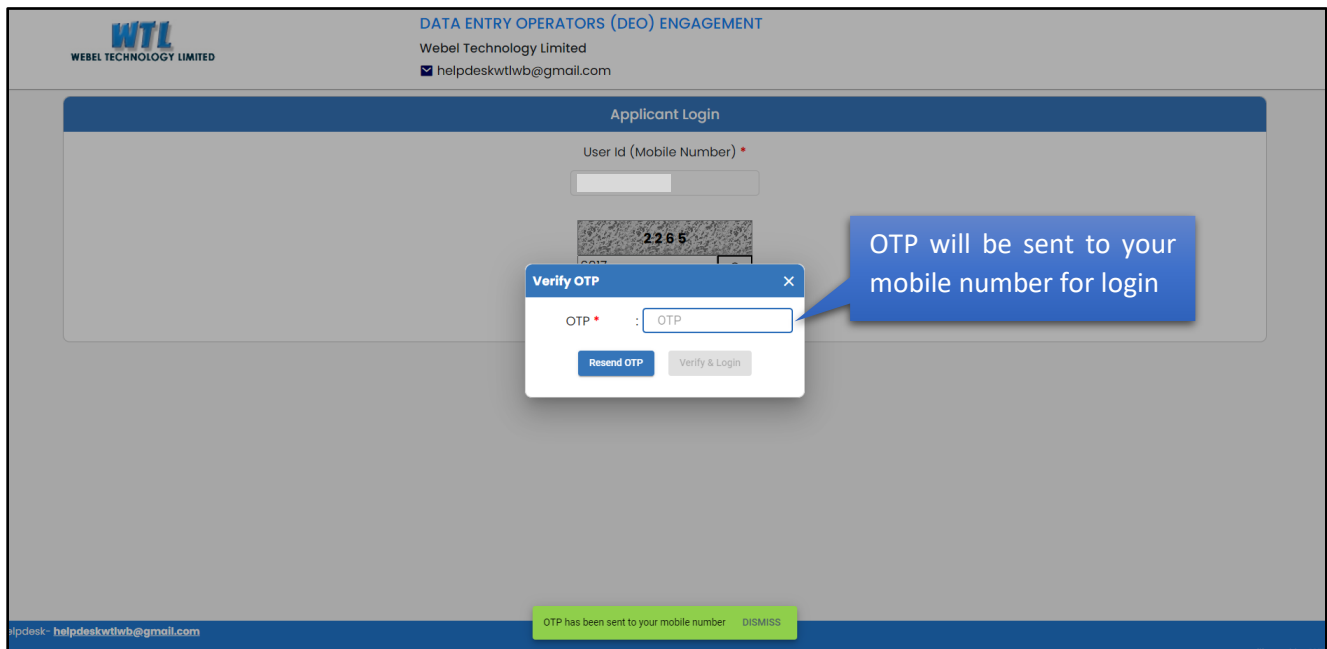 WTL
WEBEL TECHNOLOGY LIMITED
DATA ENTRY OPERATORS (DEO) ENGAGEMENT
Webel Technology Limited
helpdeskwtlwb@gmail.com
Applicant Login
User Id (Mobile Number) *
2265
OTP will be sent to your
mobile number for login
Verify OTP
OTP * : OTP
Resend OTP Verify & Login
OTP has been sent to your mobile number DISMISS
elpdesk- helpdeskwtlwb@gmail.com